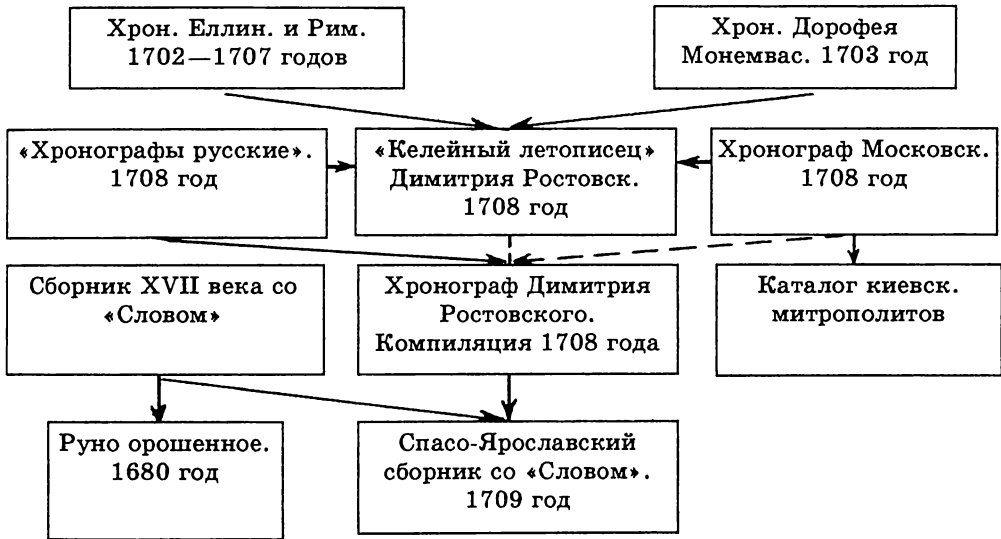 Хрон. Еллин. и Рим.
1702—1707 годов
Хрон. Дорофея
Монемвас. 1703 год
«Хронографы русские».
1708 год
«Келейный летописец»
Димитрия Ростовск.
1708 год
Хронограф Московск.
1708 год
Сборник XVII века со
«Словом»
Хронограф Димитрия
Ростовского.
Компиляция 1708 года
Каталог киевск.
митрополитов
Руно орошенное.
1680 год
Спасо-Ярославский
сборник со «Словом».
1709 год